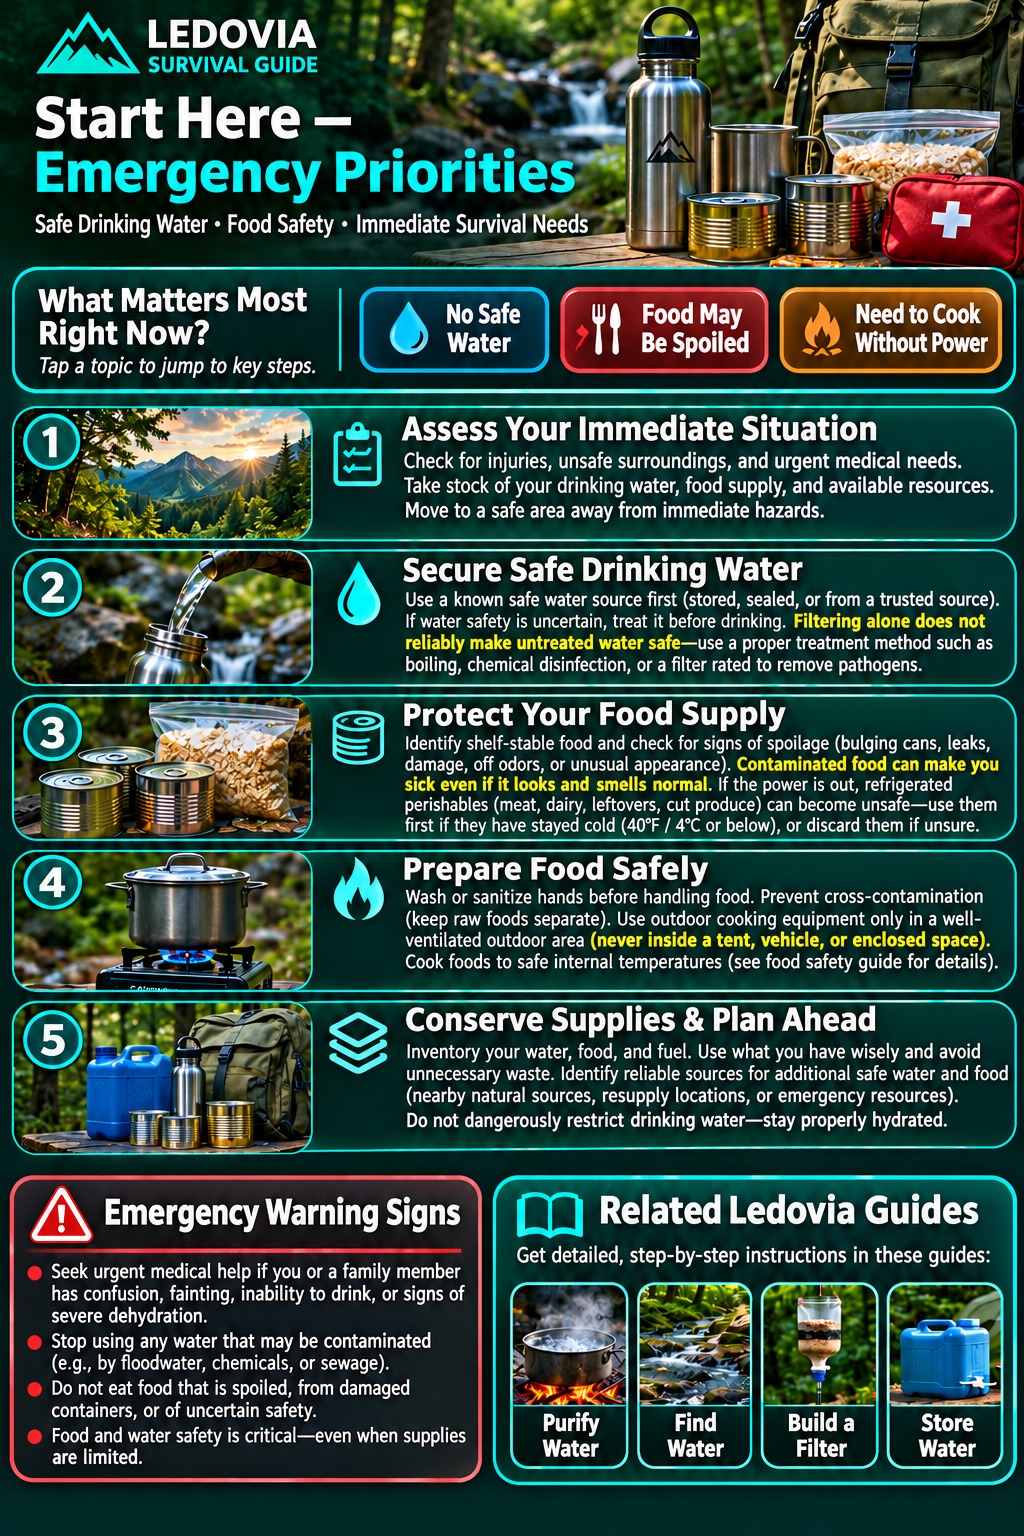 LEDOVIA
SURVIVAL GUIDE
Start Here –
Emergency Priorities
Safe Drinking Water • Food Safety • Immediate Survival Needs
What Matters Most
Right Now?
Tap a topic to jump to key steps.
No Safe
Water
Food May
Be Spoiled
Need to Cook
Without Power
1
Assess Your Immediate Situation
Check for injuries, unsafe surroundings, and urgent medical needs.
Take stock of your drinking water, food supply, and available resources.
Move to a safe area away from immediate hazards.
2
Secure Safe Drinking Water
Use a known safe water source first (stored, sealed, or from a trusted source).
If water safety is uncertain, treat it before drinking. Filtering alone does not
reliably make untreated water safe—use a proper treatment method such as
boiling, chemical disinfection, or a filter rated to remove pathogens.
3
Protect Your Food Supply
Identify shelf-stable food and check for signs of spoilage (bulging cans, leaks,
damage, off odors, or unusual appearance). Contaminated food can make you
sick even if it looks and smells normal. If the power is out, refrigerated
perishables (meat, dairy, leftovers, cut produce) can become unsafe—use them
first if they have stayed cold (40°F / 4°C or below), or discard them if unsure.
4
Prepare Food Safely
Wash or sanitize hands before handling food. Prevent cross-contamination
(keep raw foods separate). Use outdoor cooking equipment only in a well-
ventilated outdoor area (never inside a tent, vehicle, or enclosed space).
Cook foods to safe internal temperatures (see food safety guide for details).
5
Conserve Supplies & Plan Ahead
Inventory your water, food, and fuel. Use what you have wisely and avoid
unnecessary waste. Identify reliable sources for additional safe water and food
(nearby natural sources, resupply locations, or emergency resources).
Do not dangerously restrict drinking water—stay properly hydrated.
Emergency Warning Signs
Seek urgent medical help if you or a family member
has confusion, fainting, inability to drink, or signs of
severe dehydration.
Stop using any water that may be contaminated
(e.g., by floodwater, chemicals, or sewage).
Do not eat food that is spoiled, from damaged
containers, or of uncertain safety.
Food and water safety is critical—even when supplies
are limited.
Related Ledovia Guides
Get detailed, step-by-step instructions in these guides:
Purify
Water
Find
Water
Build a
Filter
Store
Water